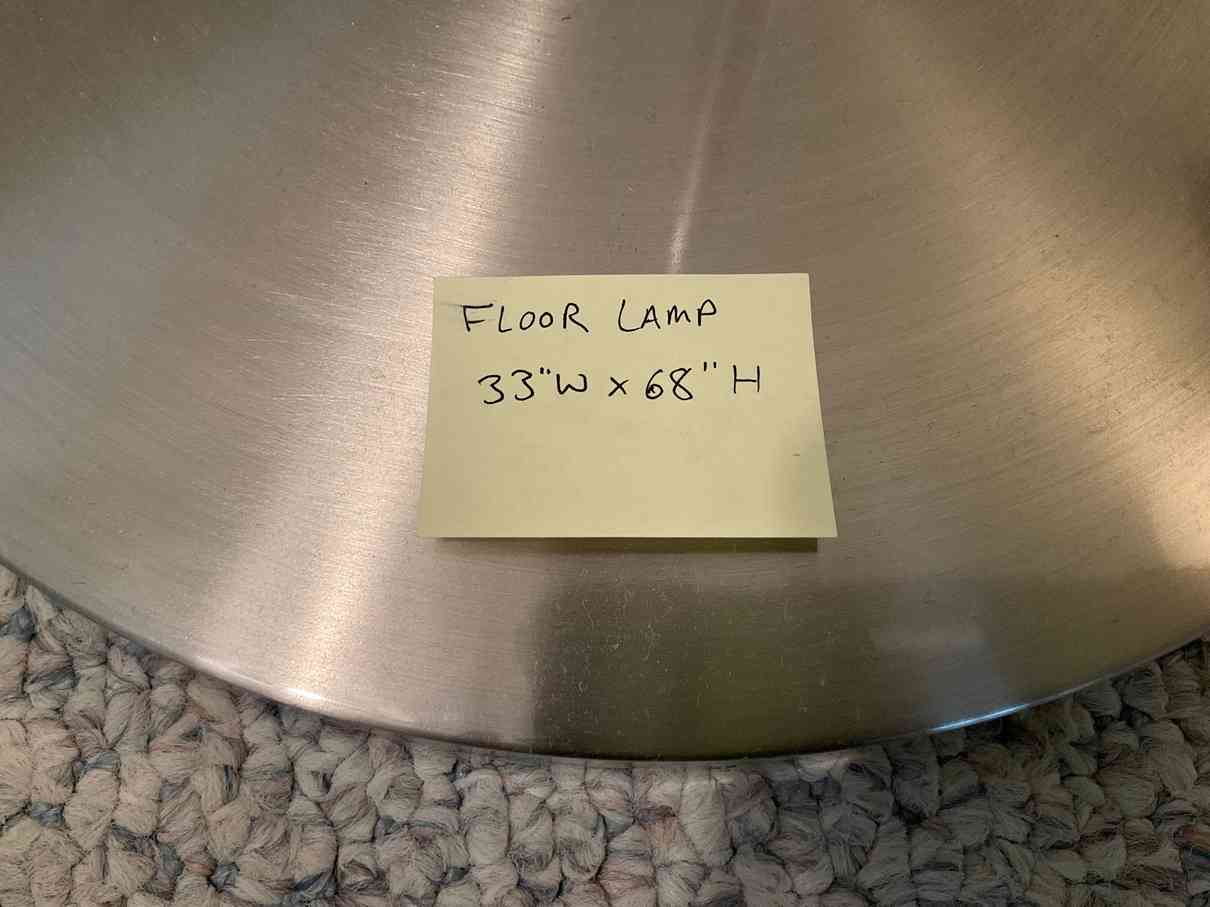 FLOOR LAMP
33"W x 68"H